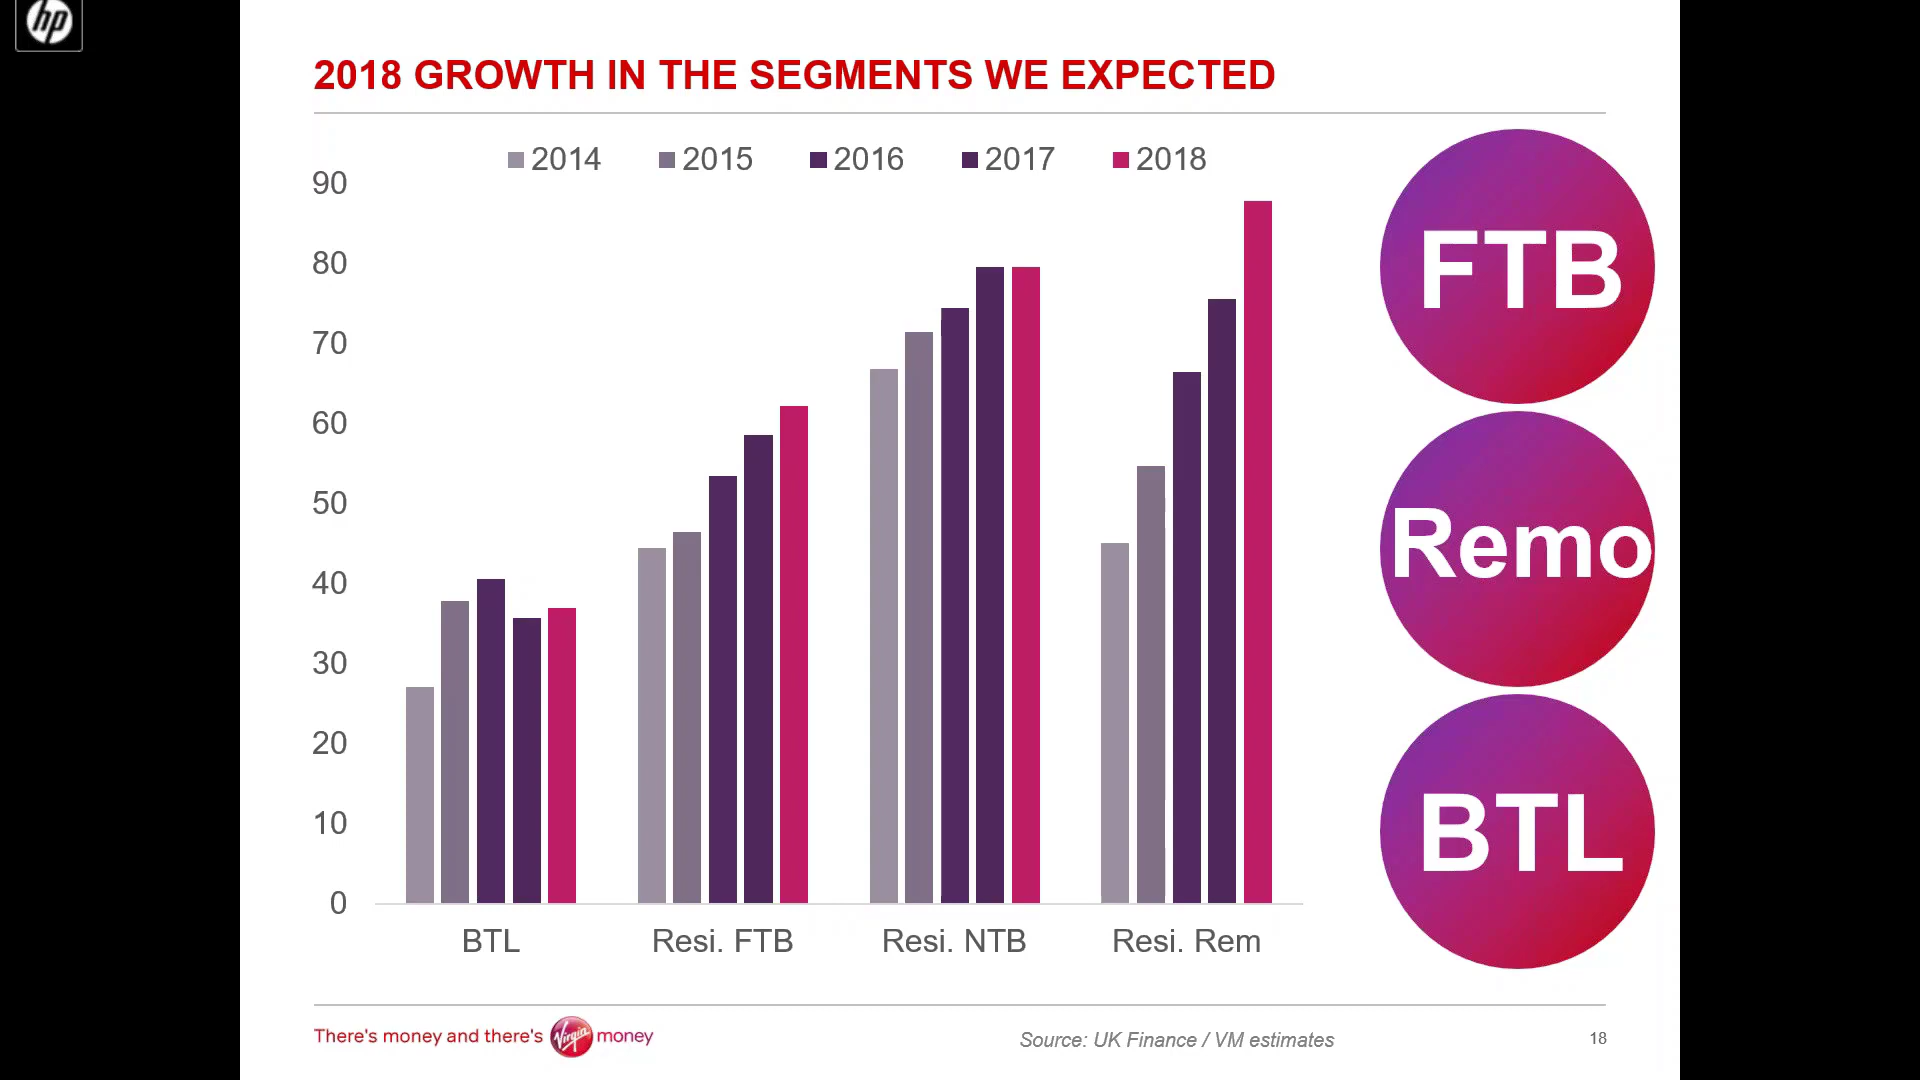 hp
2018 GROWTH IN THE SEGMENTS WE EXPECTED
2014 2015 2016 2017 2018
90
80
70
60
50
40
30
20
10
0
BTL Resi. FTB Resi. NTB Resi. Rem
FTB
Remo
BTL
There's money and there's Virgin money
Source: UK Finance / VM estimates
18